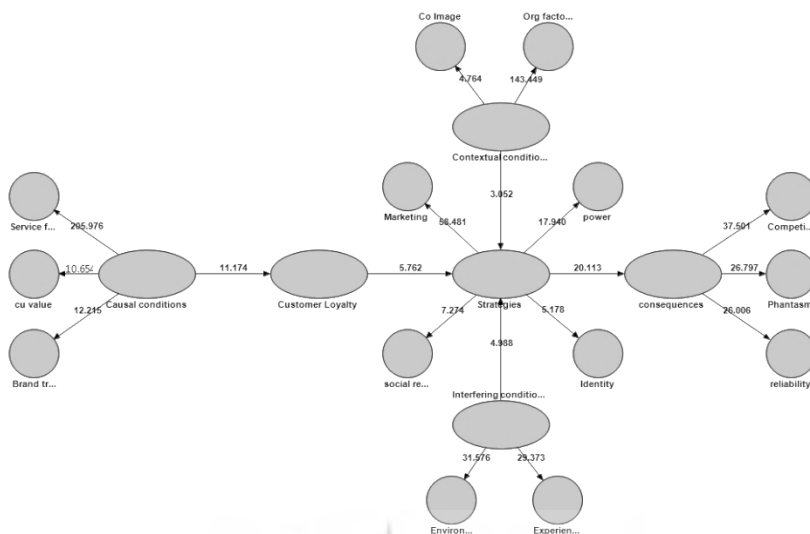 Co Image
Org facto...
4.764
143.449
Contextual conditio...
3.052
Marketing
58.481
17.940
power
Service f...
205.976
37.501
Competi...
cu value
10.654
Causal conditions
11.174
Customer Loyalty
5.762
Strategies
20.113
consequences
26.797
Phantasm
12.215
Brand tr...
7.274
5.178
26.006
reliability
social re...
4.988
Identity
Interfering conditio...
31.576
29.373
Environ...
Experien...